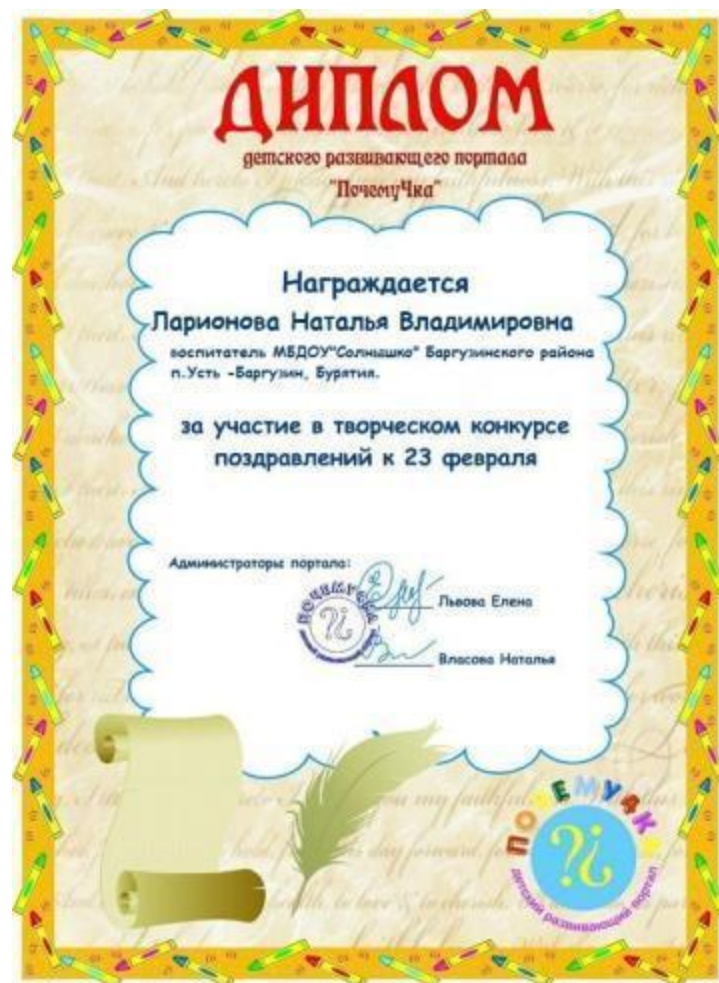 ДИПЛОМ
детского развивающего портала
"ПочемуЧка"
Награждается
Ларионова Наталья Владимировна
воспитатель МБДОУ"Солнышко" Баргузинского района
п.Усть -Баргузин, Бурятия.
за участие в творческом конкурсе
поздравлений к 23 февраля
Администраторы портала:
ПОЧЕМУЧКА
Львова Елена
Власова Наталья
ПОЧЕМУЧКА
детский развивающий портал